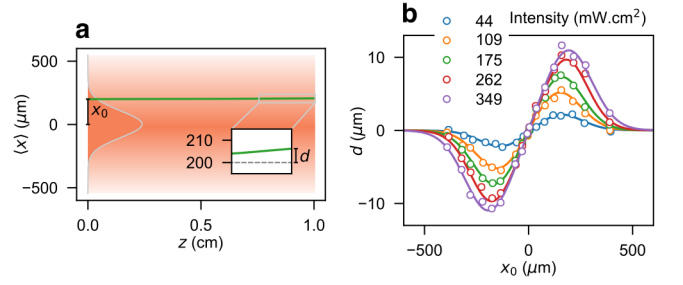 a
500
0
−500
⟨x⟩ (µm)
x0
210
200
d
0.0
0.5
1.0
z (cm)
b
Intensity (mW.cm²)
44
109
175
262
349
10
0
−10
d (µm)
−500
0
500
x0 (µm)